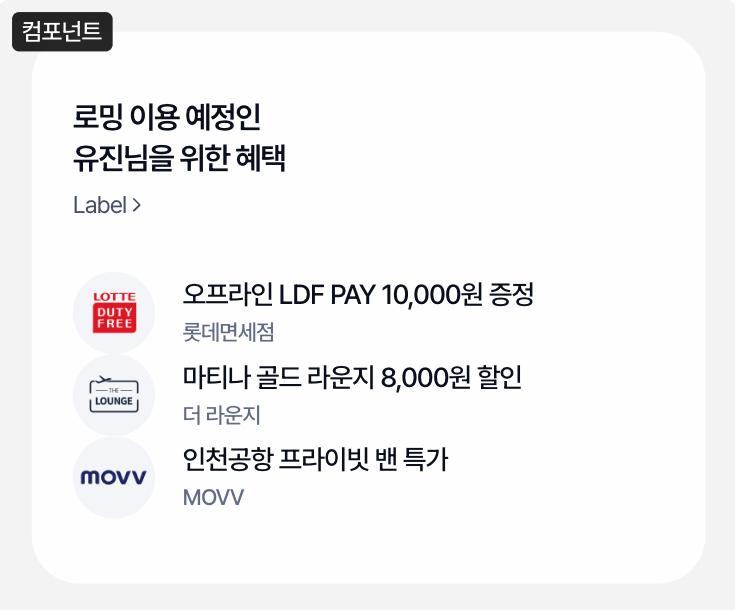 컴포넌트
로밍 이용 예정인
유진님을 위한 혜택
Label >
LOTTE
DUTY
FREE
오프라인 LDF PAY 10,000원 증정
롯데면세점
THE
LOUNGE
마티나 골드 라운지 8,000원 할인
더 라운지
movv
인천공항 프라이빗 밴 특가
MOVV